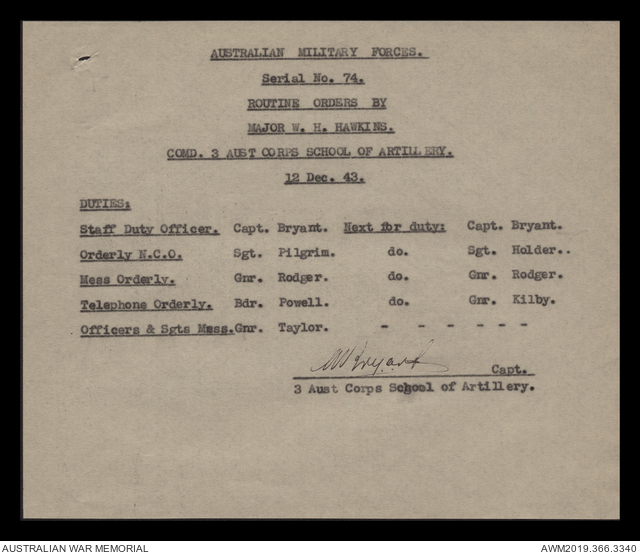 AUSTRALIAN MILITARY FORCES.
Serial No. 74.
ROUTINE ORDERS BY
MAJOR W. H. HAWKINS.
COMD. 3 AUST CORPS SCHOOL OF ARTILLERY.
12 Dec. 43.
DUTIES:
Staff Duty Officer. Capt. Bryant. Next for duty: Capt. Bryant.
Orderly N.C.O. Sgt. Pilgrim. do. Sgt. Holder..
Mess Orderly. Gnr. Rodger. do. Gnr. Rodger.
Telephone Orderly. Bdr. Powell. do. Gnr. Kilby.
Officers & Sgts Mess. Gnr. Taylor. - - - - - -
Bryant Capt.
3 Aust Corps School of Artillery.
AUSTRALIAN WAR MEMORIAL AWM2019.366.3340